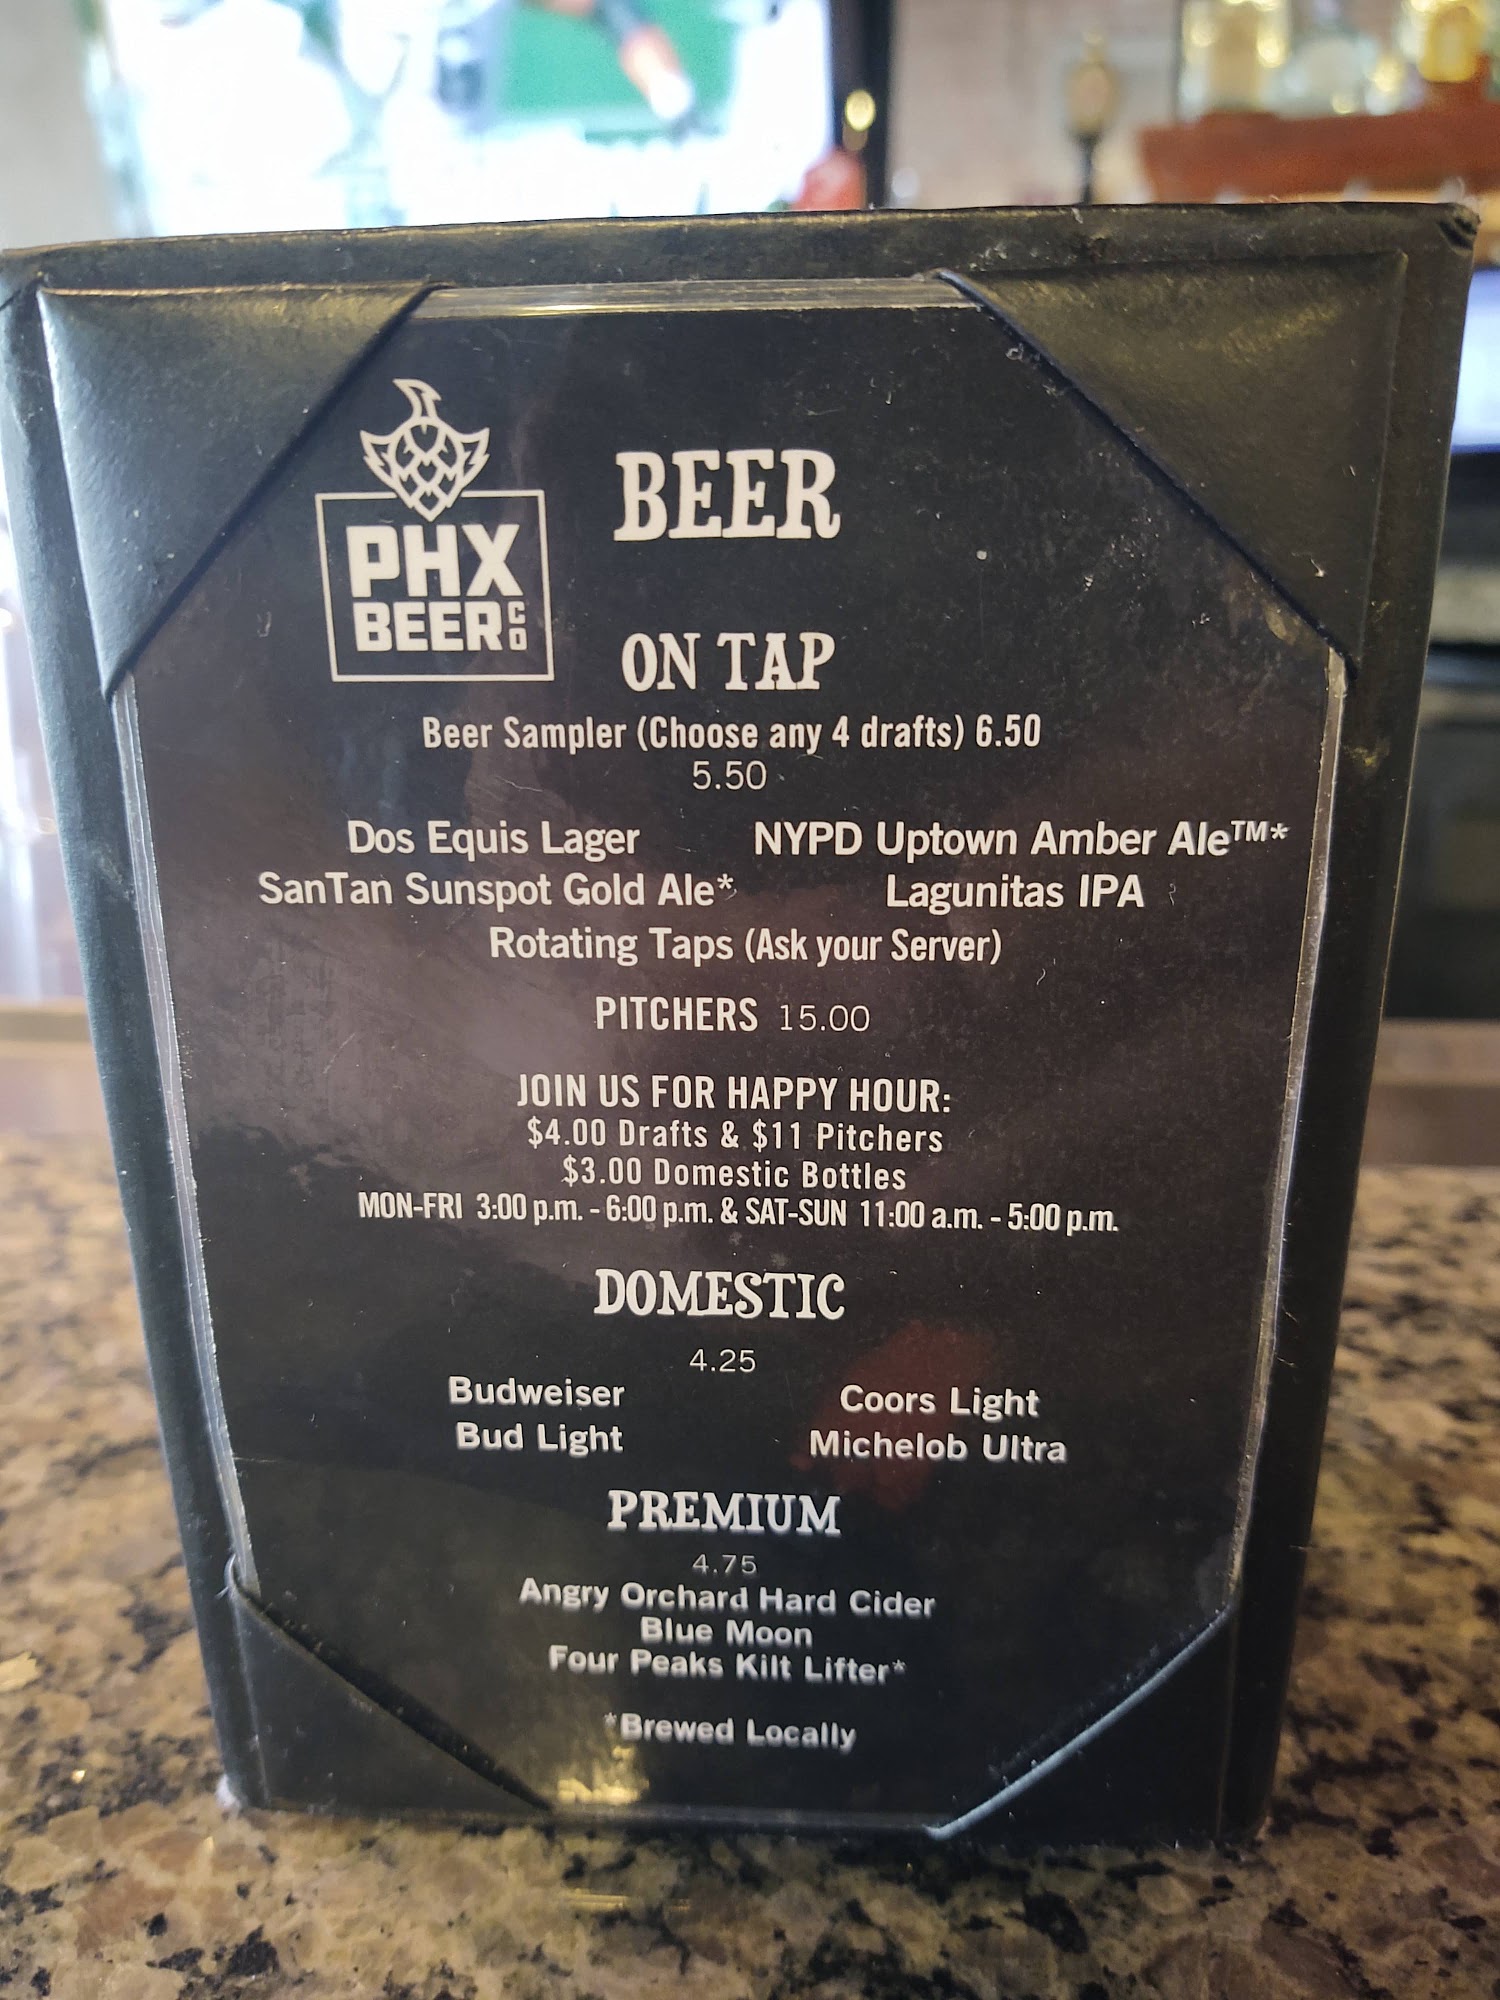 PHX
BEER CO
BEER
ON TAP
Beer Sampler (Choose any 4 drafts) 6.50
5.50
Dos Equis Lager NYPD Uptown Amber Ale™*
SanTan Sunspot Gold Ale* Lagunitas IPA
Rotating Taps (Ask your Server)
PITCHERS 15.00
JOIN US FOR HAPPY HOUR:
$4.00 Drafts & $11 Pitchers
$3.00 Domestic Bottles
MON-FRI 3:00 p.m. - 6:00 p.m. & SAT-SUN 11:00 a.m. - 5:00 p.m.
DOMESTIC
4.25
Budweiser Coors Light
Bud Light Michelob Ultra
PREMIUM
4.75
Angry Orchard Hard Cider
Blue Moon
Four Peaks Kilt Lifter*
*Brewed Locally